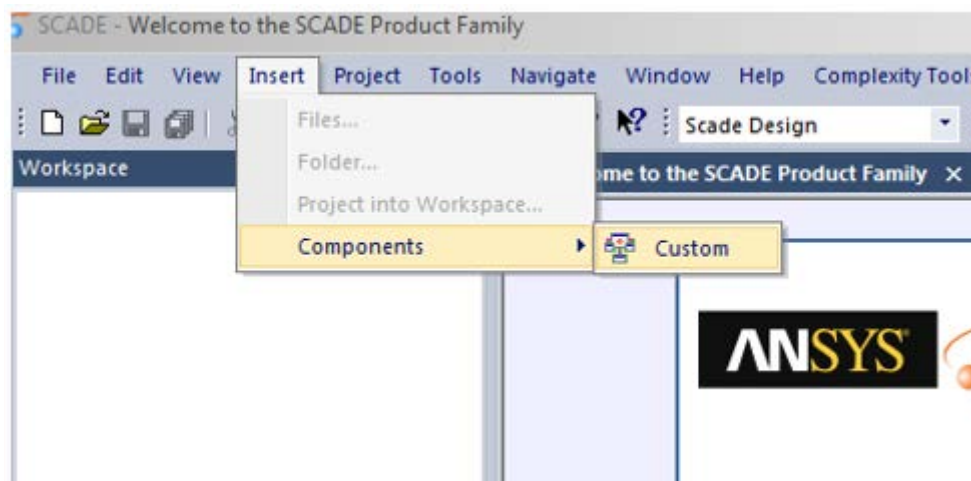 SCADE - Welcome to the SCADE Product Family
File Edit View Insert Project Tools Navigate Window Help Complexity Tool
Scade Design
Workspace
ome to the SCADE Product Family
Files...
Folder...
Project into Workspace...
Components
Custom
ANSYS